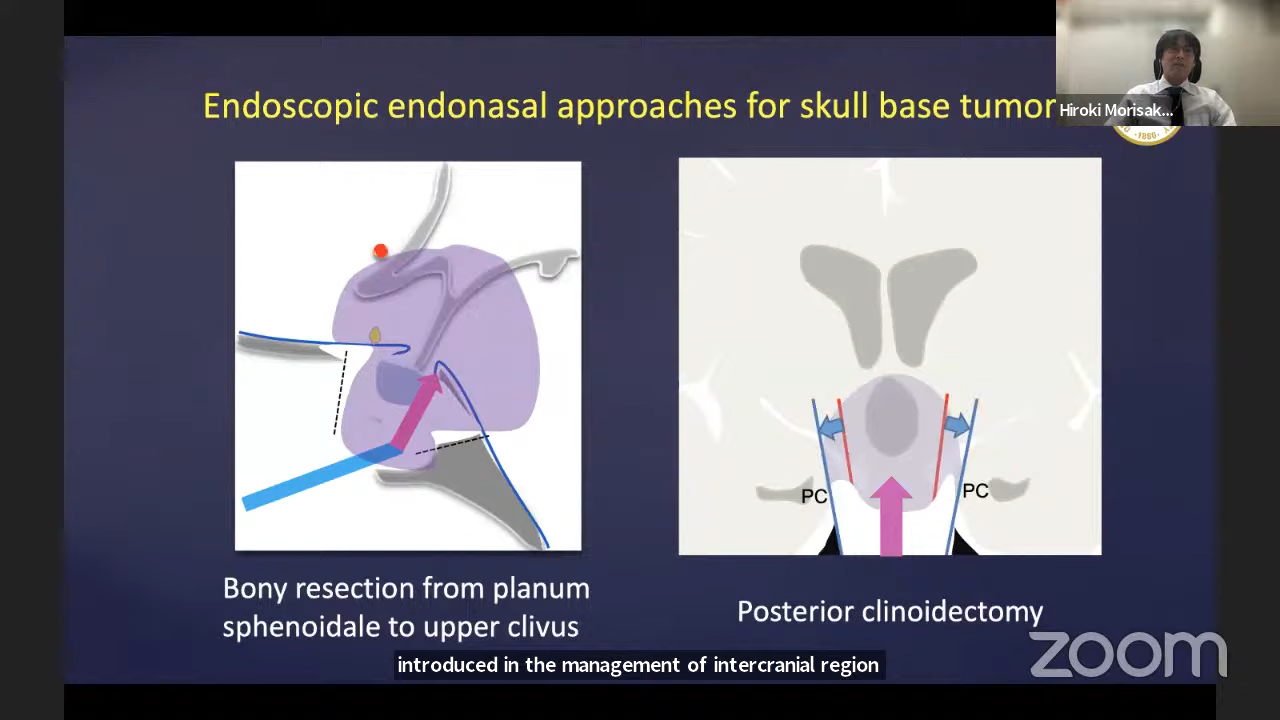 Endoscopic endonasal approaches for skull base tumor
Hiroki Morisak...
1860
PC
PC
Bony resection from planum
sphenoidale to upper clivus
Posterior clinoidectomy
introduced in the management of intercranial region
zoom